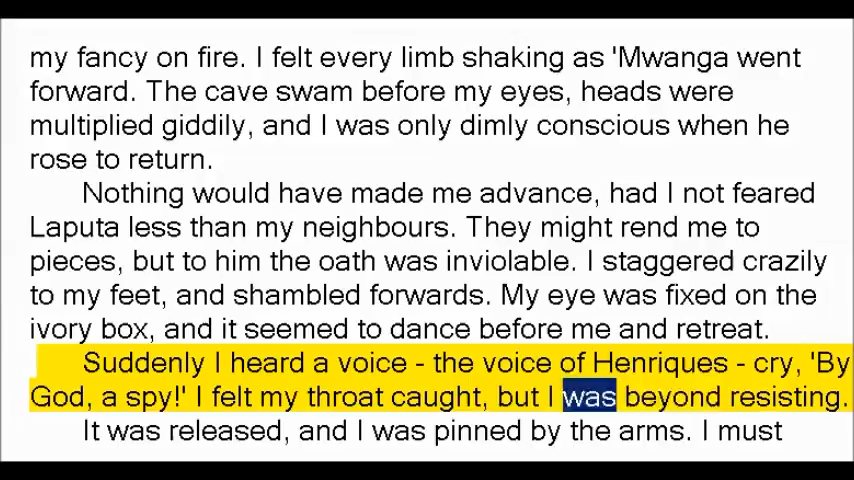 my fancy on fire. I felt every limb shaking as 'Mwanga went
forward. The cave swam before my eyes, heads were
multiplied giddily, and I was only dimly conscious when he
rose to return.
Nothing would have made me advance, had I not feared
Laputa less than my neighbours. They might rend me to
pieces, but to him the oath was inviolable. I staggered crazily
to my feet, and shambled forwards. My eye was fixed on the
ivory box, and it seemed to dance before me and retreat.
Suddenly I heard a voice - the voice of Henriques - cry, 'By
God, a spy!' I felt my throat caught, but I was beyond resisting.
It was released, and I was pinned by the arms. I must